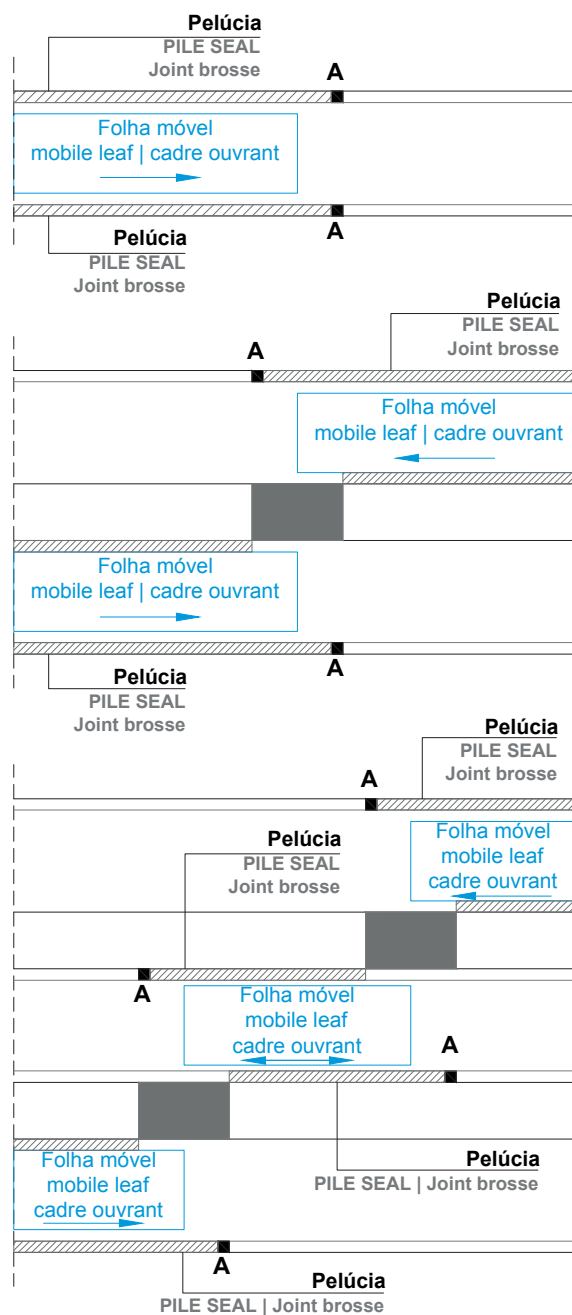 Pelúcia
PILE SEAL
Joint brosse
A
Folha móvel
mobile leaf | cadre ouvrant
A
Pelúcia
PILE SEAL
Joint brosse
Pelúcia
PILE SEAL
Joint brosse
A
Folha móvel
mobile leaf | cadre ouvrant
Folha móvel
mobile leaf | cadre ouvrant
A
Pelúcia
PILE SEAL
Joint brosse
Pelúcia
PILE SEAL
Joint brosse
A
Folha móvel
mobile leaf
cadre ouvrant
Pelúcia
PILE SEAL
Joint brosse
A
Folha móvel
mobile leaf
cadre ouvrant
A
Folha móvel
mobile leaf
cadre ouvrant
Pelúcia
PILE SEAL | Joint brosse
A
Pelúcia
PILE SEAL | Joint brosse